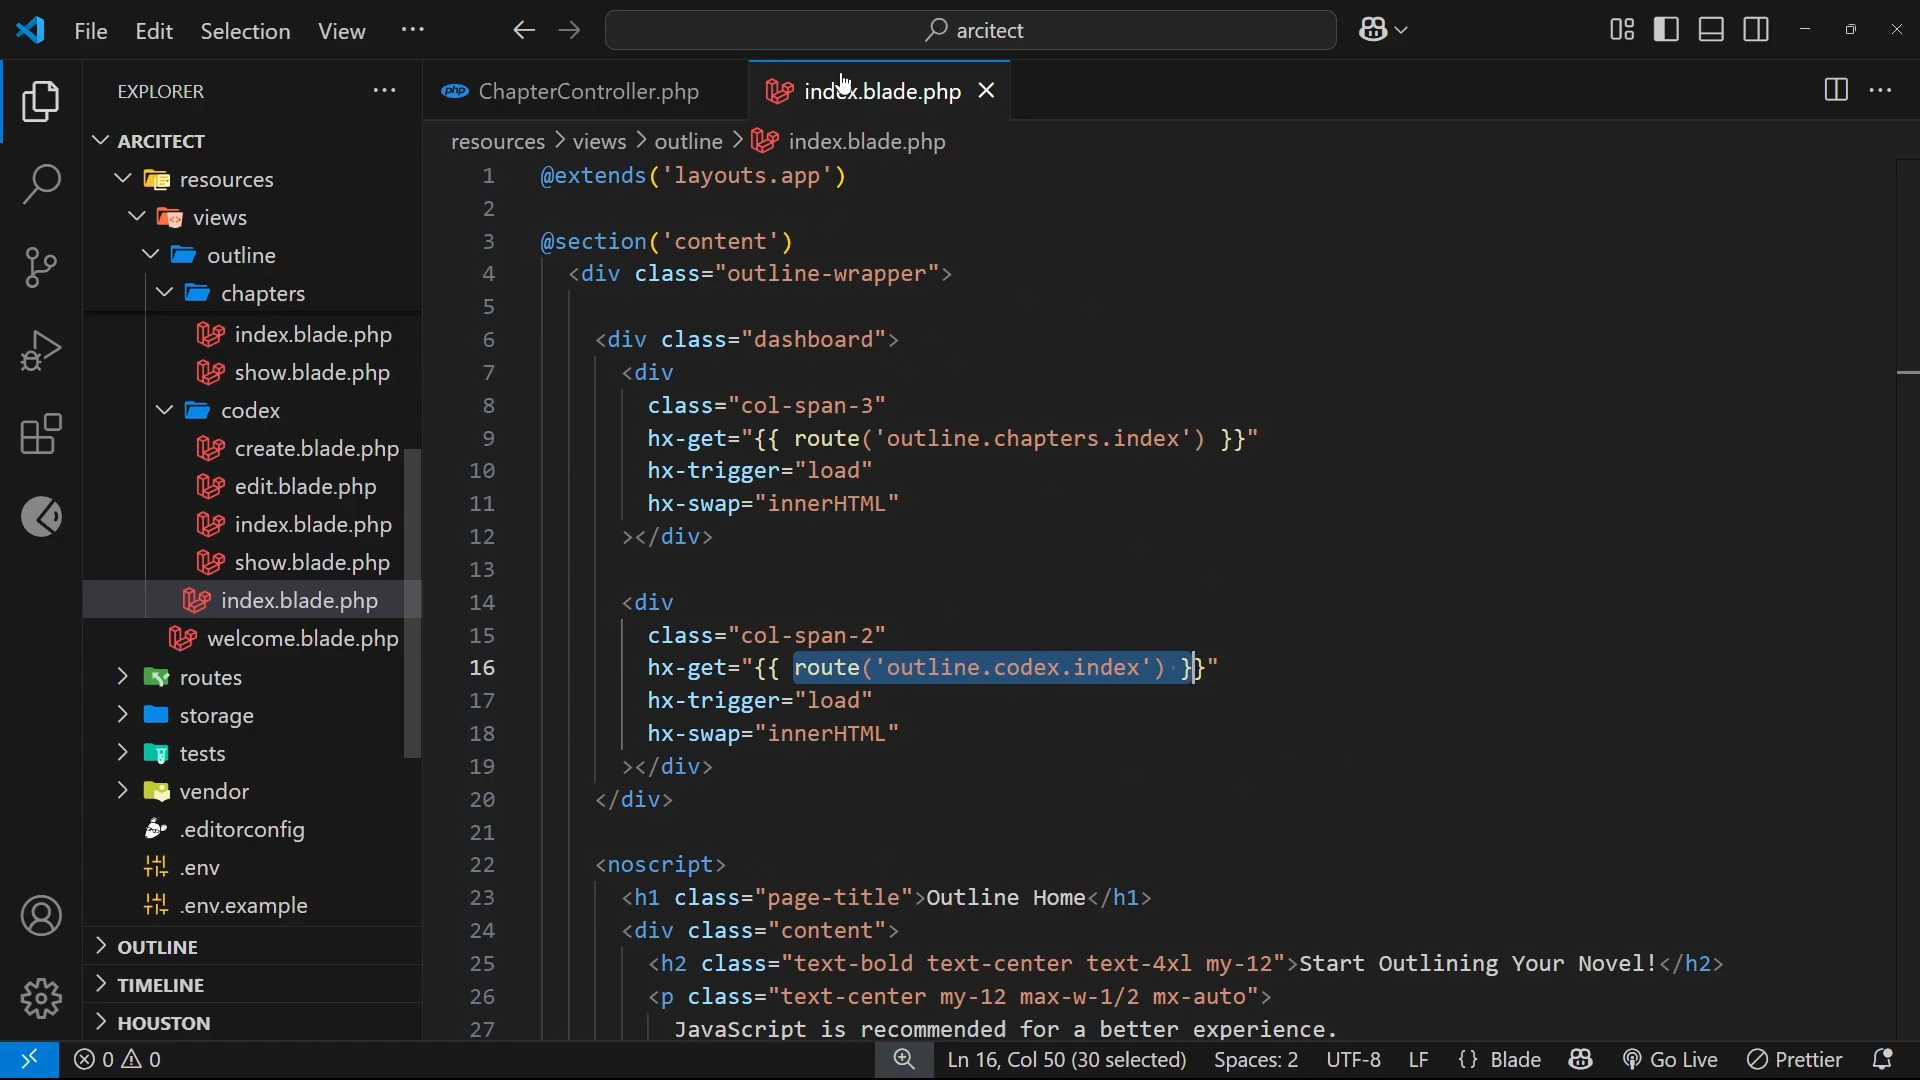 File Edit Selection View ···
arcitect
EXPLORER ···
ARCITECT
resources
views
outline
chapters
index.blade.php
show.blade.php
codex
create.blade.php
edit.blade.php
index.blade.php
show.blade.php
index.blade.php
welcome.blade.php
routes
storage
tests
vendor
.editorconfig
.env
.env.example
OUTLINE
TIMELINE
HOUSTON
php ChapterController.php
index.blade.php
resources > views > outline > index.blade.php
1 @extends('layouts.app')
2
3 @section('content')
4 <div class="outline-wrapper">
5
6 <div class="dashboard">
7 <div
8 class="col-span-3"
9 hx-get="{{ route('outline.chapters.index') }}"
10 hx-trigger="load"
11 hx-swap="innerHTML"
12 ></div>
13
14 <div
15 class="col-span-2"
16 hx-get="{{ route('outline.codex.index') }}"
17 hx-trigger="load"
18 hx-swap="innerHTML"
19 ></div>
20 </div>
21
22 <noscript>
23 <h1 class="page-title">Outline Home</h1>
24 <div class="content">
25 <h2 class="text-bold text-center text-4xl my-12">Start Outlining Your Novel!</h2>
26 <p class="text-center my-12 max-w-1/2 mx-auto">
27 JavaScript is recommended for a better experience.
0 0 Ln 16, Col 50 (30 selected) Spaces: 2 UTF-8 LF {} Blade Go Live Prettier